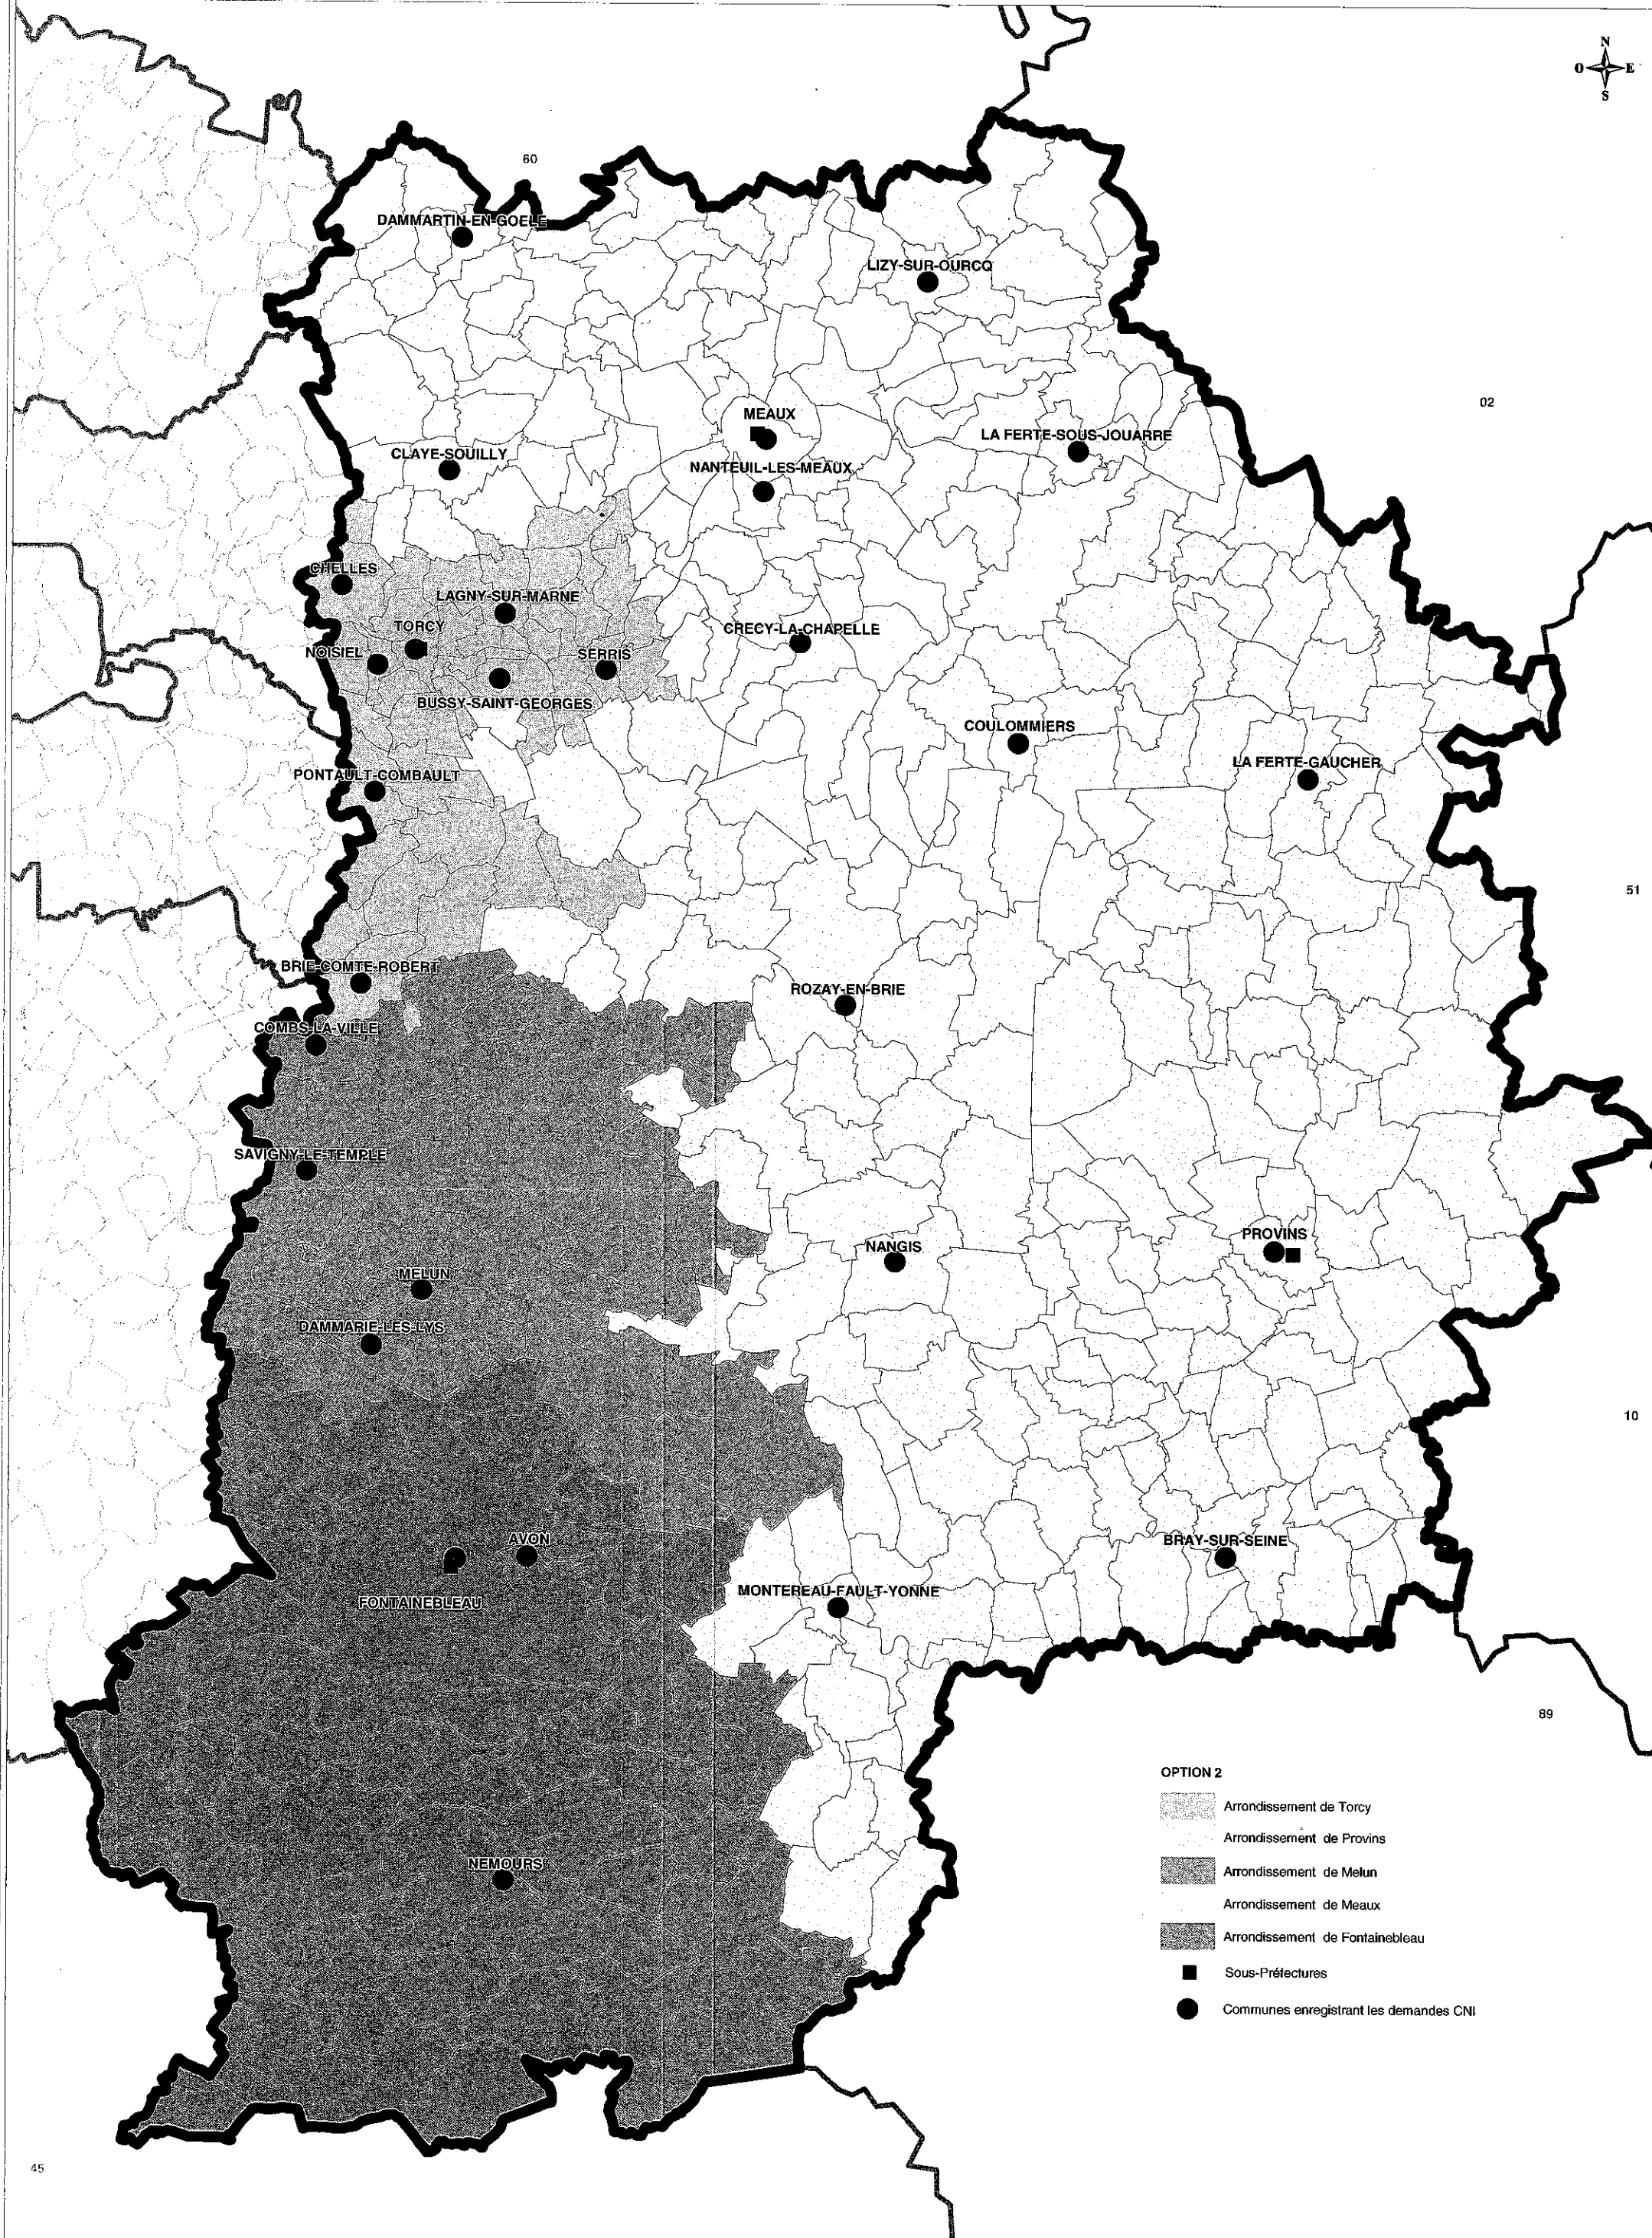 N
O E
S
60
DAMMARTIN-EN-GOELE
LIZY-SUR-OURCQ
02
MEAUX
LA FERTE-SOUS-JOUARRE
CLAYE-SOUILLY
NANTEUIL-LES-MEAUX
CHELLES
LAGNY-SUR-MARNE
TORCY
CRECY-LA-CHAPELLE
NOISIEL
SERRIS
BUSSY-SAINT-GEORGES
COULOMMIERS
LA FERTE-GAUCHER
PONTAULT-COMBAULT
51
BRIE-COMTE-ROBERT
ROZAY-EN-BRIE
COMBS-LA-VILLE
SAVIGNY-LE-TEMPLE
PROVINS
NANGIS
MELUN
DAMMARIE-LES-LYS
10
AVON
BRAY-SUR-SEINE
MONTEREAU-FAULT-YONNE
FONTAINEBLEAU
89
NEMOURS
OPTION 2
Arrondissement de Torcy
Arrondissement de Provins
Arrondissement de Melun
Arrondissement de Meaux
Arrondissement de Fontainebleau
Sous-Préfectures
Communes enregistrant les demandes CNI
45